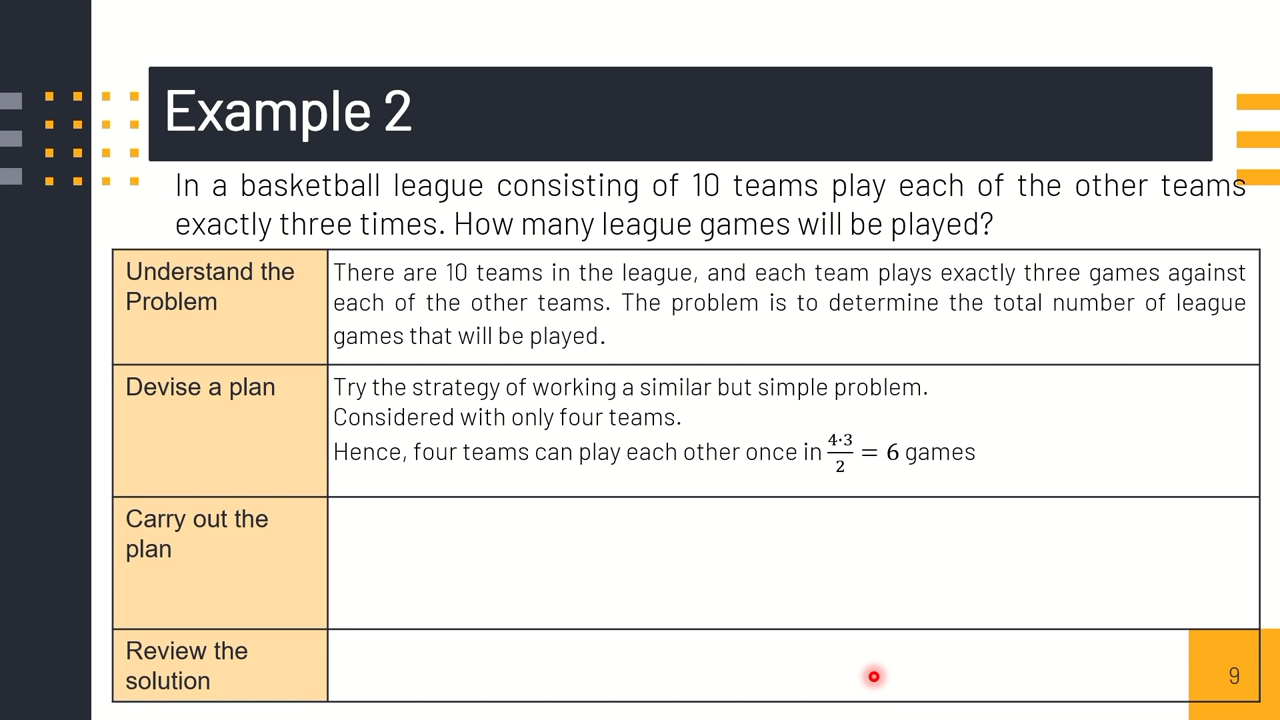 Example 2
In a basketball league consisting of 10 teams play each of the other teams
exactly three times. How many league games will be played?
Understand the
Problem
There are 10 teams in the league, and each team plays exactly three games against
each of the other teams. The problem is to determine the total number of league
games that will be played.
Devise a plan
Try the strategy of working a similar but simple problem.
Considered with only four teams.
Hence, four teams can play each other once in 4·3/2 = 6 games
Carry out the
plan
Review the
solution
9